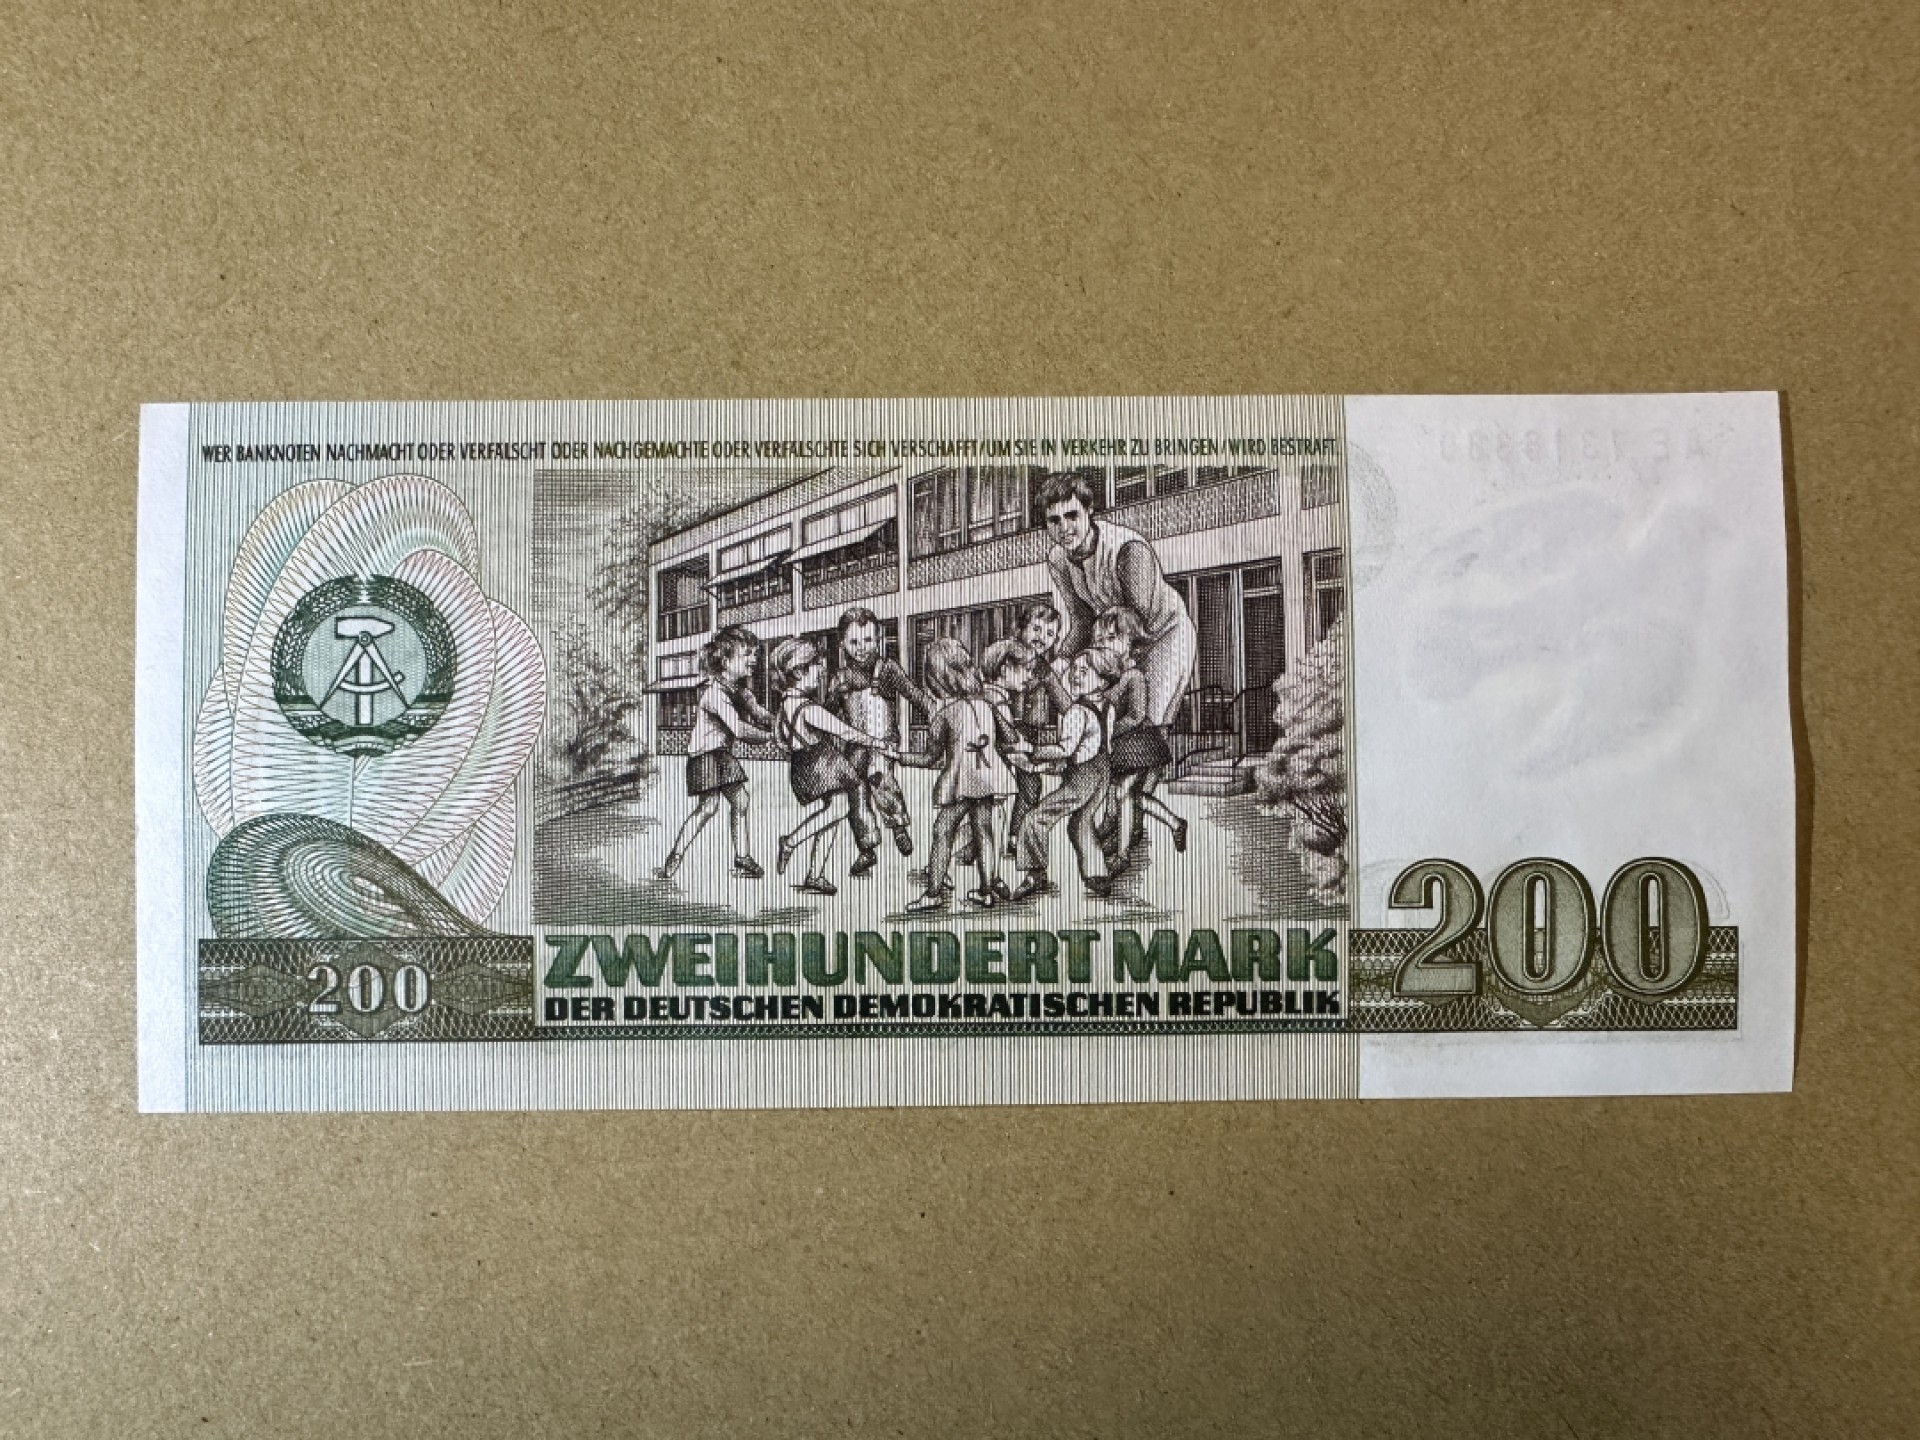 WER BANKNOTEN NACHMACHT ODER VERFÄLSCHT ODER NACHGEMACHTE ODER VERFÄLSCHTE SICH VERSCHAFFT/UM SIE IN VERKEHR ZU BRINGEN/WIRD BESTRAFT.
ZWEIHUNDERT MARK
200
DER DEUTSCHEN DEMOKRATISCHEN REPUBLIK
200